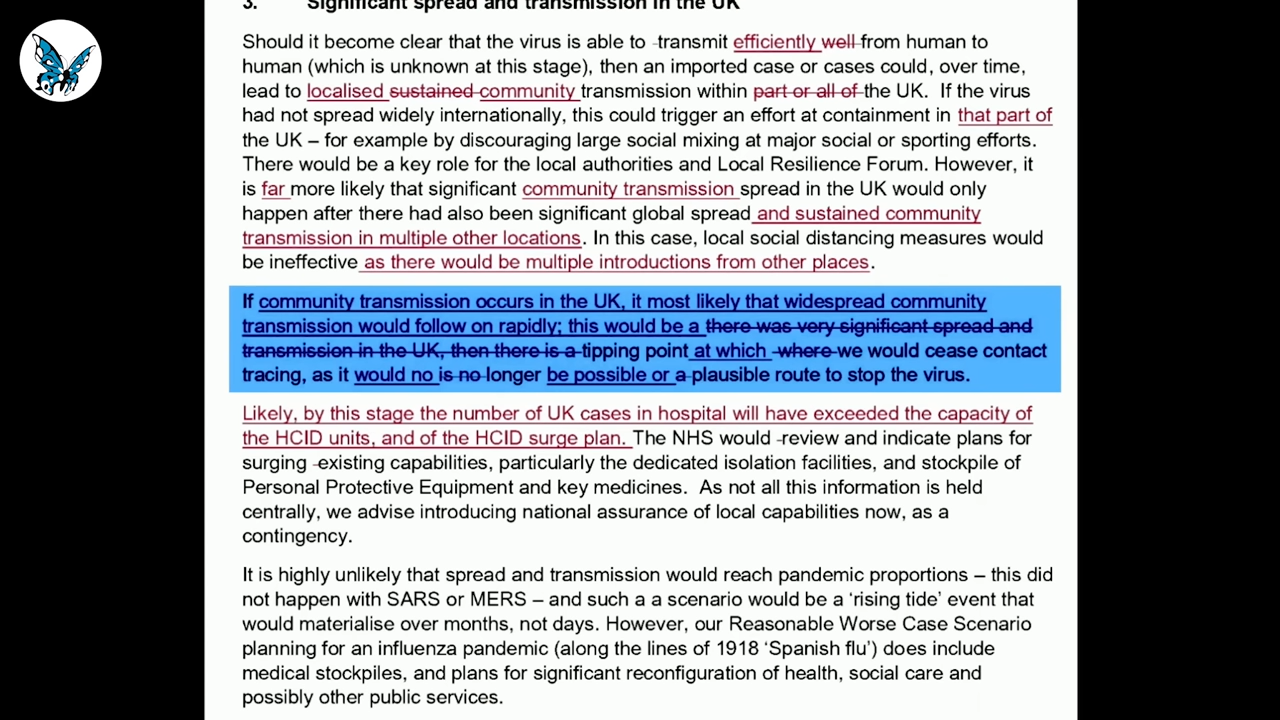 3. Significant spread and transmission in the UK
Should it become clear that the virus is able to -transmit efficiently well from human to
human (which is unknown at this stage), then an imported case or cases could, over time,
lead to localised sustained community transmission within part or all of the UK. If the virus
had not spread widely internationally, this could trigger an effort at containment in that part of
the UK – for example by discouraging large social mixing at major social or sporting efforts.
There would be a key role for the local authorities and Local Resilience Forum. However, it
is far more likely that significant community transmission spread in the UK would only
happen after there had also been significant global spread and sustained community
transmission in multiple other locations. In this case, local social distancing measures would
be ineffective as there would be multiple introductions from other places.
If community transmission occurs in the UK, it most likely that widespread community
transmission would follow on rapidly; this would be a there was very significant spread and
transmission in the UK, then there is a tipping point at which -where we would cease contact
tracing, as it would no is no longer be possible or a plausible route to stop the virus.
Likely, by this stage the number of UK cases in hospital will have exceeded the capacity of
the HCID units, and of the HCID surge plan. The NHS would -review and indicate plans for
surging -existing capabilities, particularly the dedicated isolation facilities, and stockpile of
Personal Protective Equipment and key medicines. As not all this information is held
centrally, we advise introducing national assurance of local capabilities now, as a
contingency.
It is highly unlikely that spread and transmission would reach pandemic proportions – this did
not happen with SARS or MERS – and such a a scenario would be a ‘rising tide’ event that
would materialise over months, not days. However, our Reasonable Worse Case Scenario
planning for an influenza pandemic (along the lines of 1918 ‘Spanish flu’) does include
medical stockpiles, and plans for significant reconfiguration of health, social care and
possibly other public services.